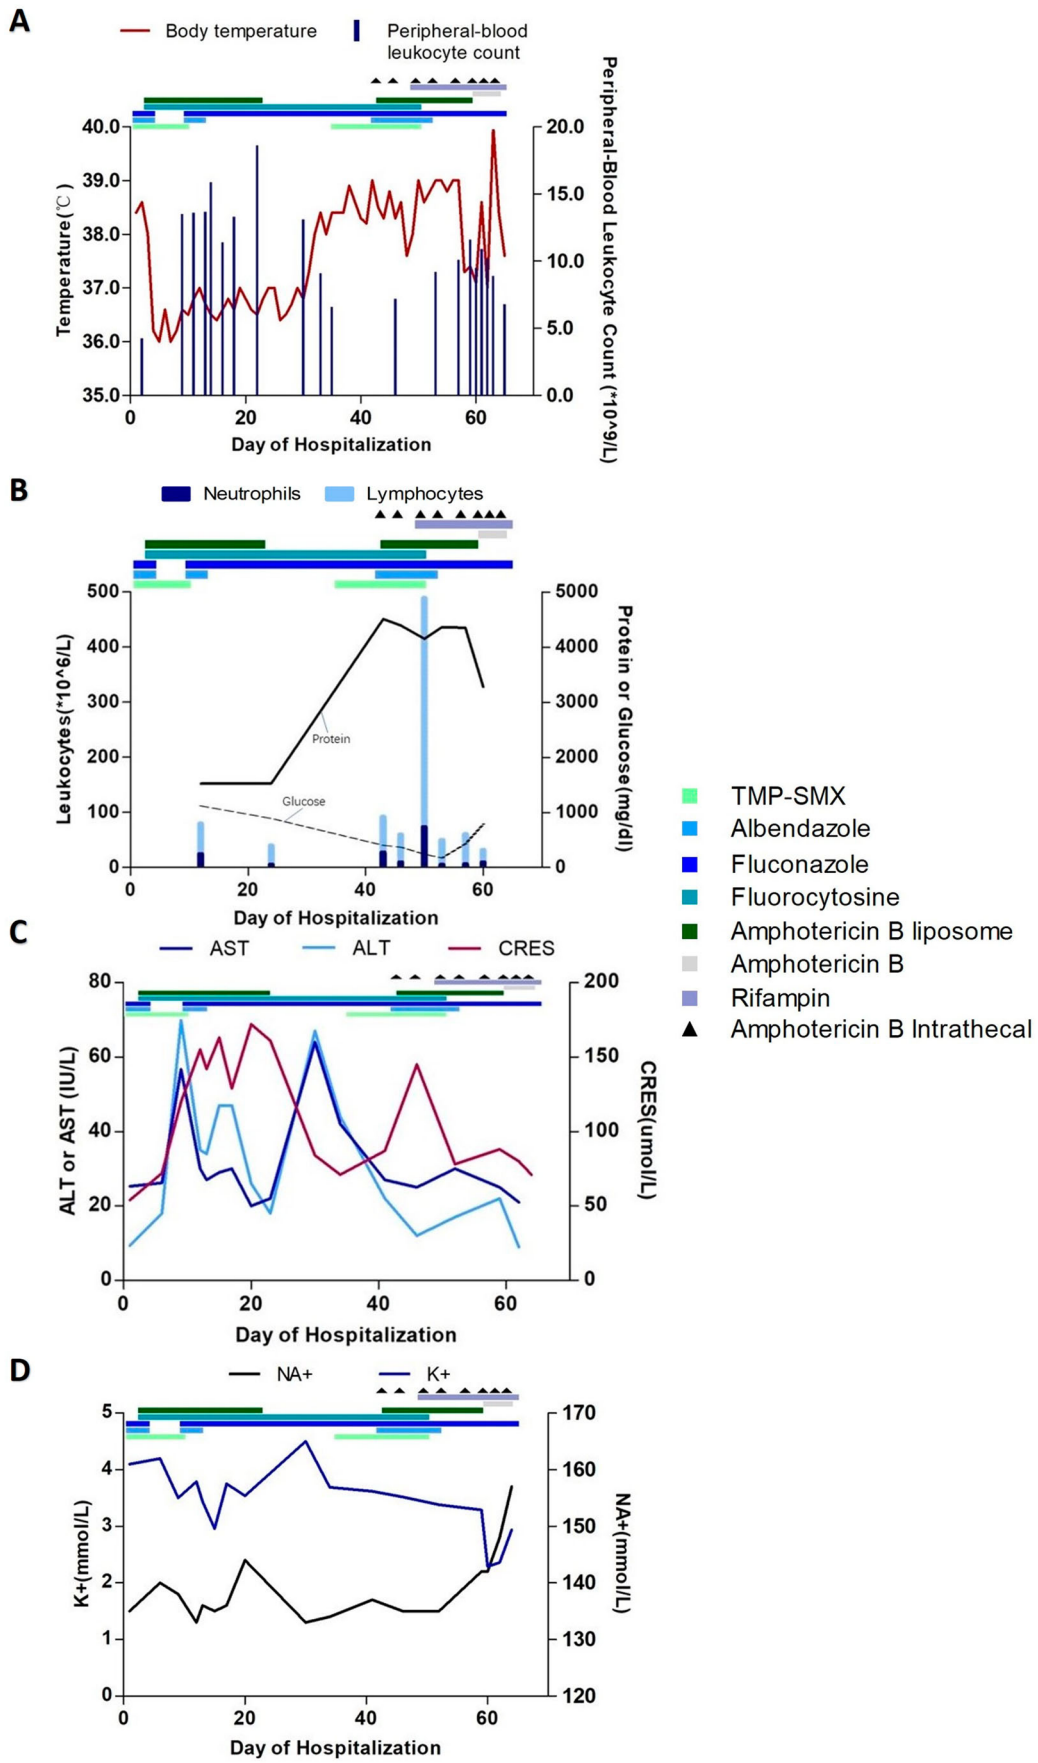 A
Body temperature
Peripheral-blood
leukocyte count
40.0
39.0
38.0
37.0
36.0
35.0
Temperature(℃)
20.0
15.0
10.0
5.0
0.0
Peripheral-Blood Leukocyte Count (*10^9/L)
0 20 40 60
Day of Hospitalization
B
Neutrophils Lymphocytes
500
400
300
200
100
0
Leukocytes(*10^6/L)
5000
4000
3000
2000
1000
0
Protein or Glucose(mg/dl)
Protein
Glucose
0 20 40 60
Day of Hospitalization
TMP-SMX
Albendazole
Fluconazole
Fluorocytosine
Amphotericin B liposome
Amphotericin B
Rifampin
Amphotericin B Intrathecal
C
AST ALT CRES
80
60
40
20
0
ALT or AST (IU/L)
200
150
100
50
0
CRES(umol/L)
0 20 40 60
Day of Hospitalization
D
NA+ K+
5
4
3
2
1
0
K+(mmol/L)
170
160
150
140
130
120
NA+(mmol/L)
0 20 40 60
Day of Hospitalization